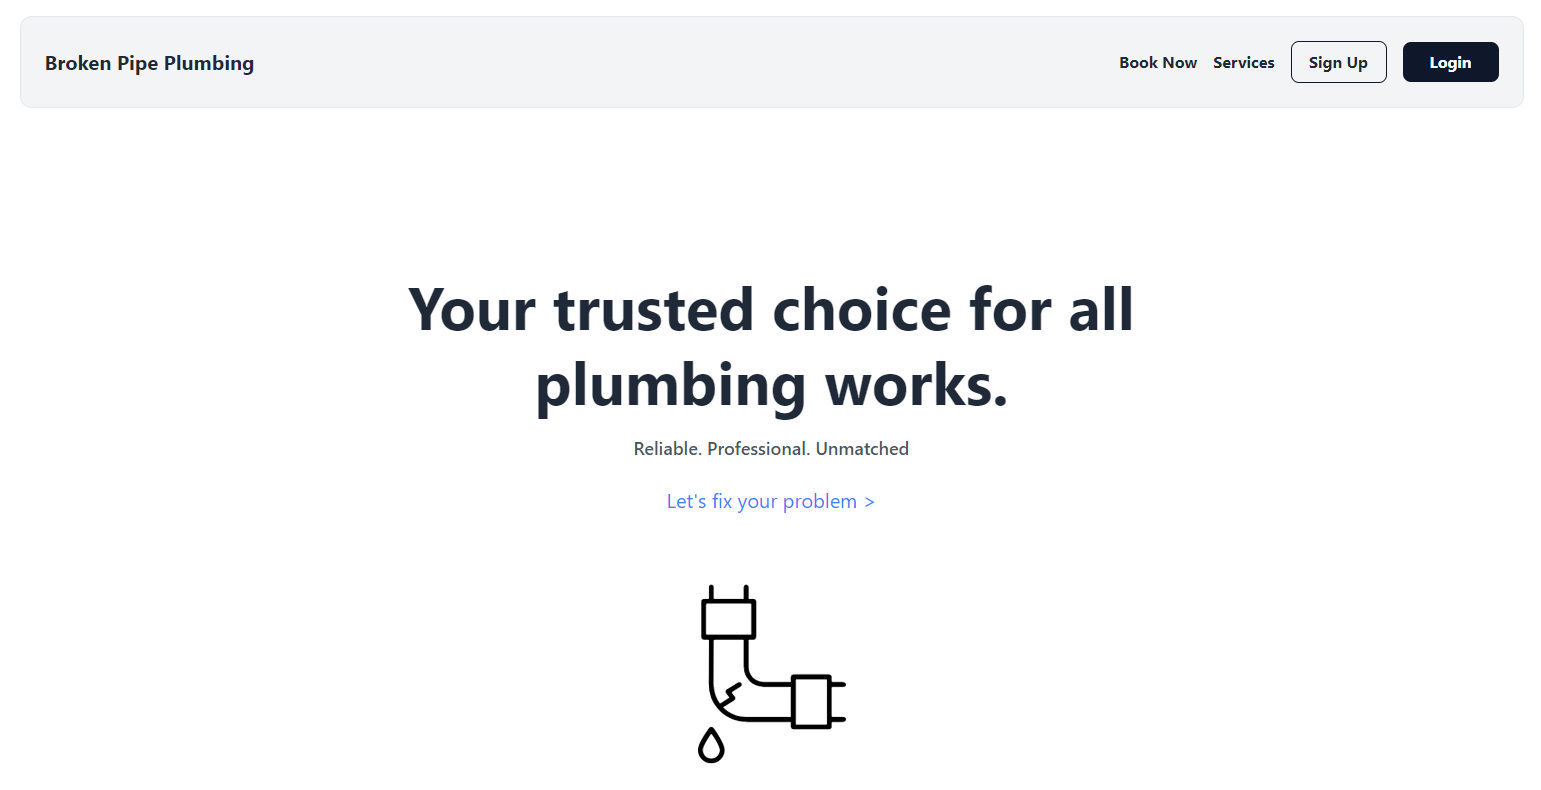 Broken Pipe Plumbing
Book Now
Services
Sign Up
Login
Your trusted choice for all
plumbing works.
Reliable. Professional. Unmatched
Let's fix your problem >